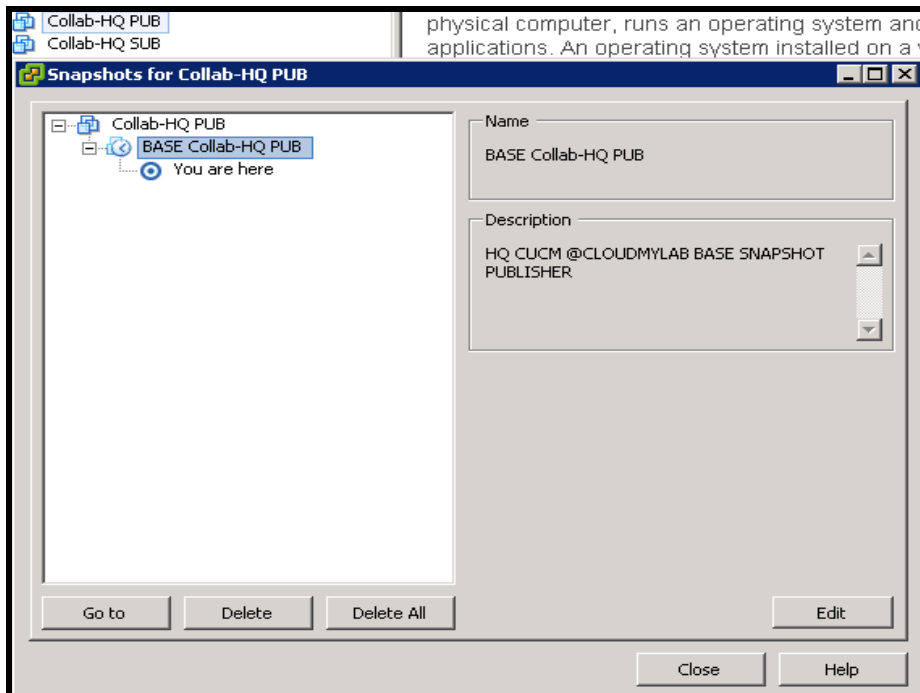 Collab-HQ PUB
Collab-HQ SUB
physical computer, runs an operating system and
applications. An operating system installed on a
Snapshots for Collab-HQ PUB
Collab-HQ PUB
BASE Collab-HQ PUB
You are here
Name
BASE Collab-HQ PUB
Description
HQ CUCM @CLOUDMYLAB BASE SNAPSHOT
PUBLISHER
Go to
Delete
Delete All
Edit
Close
Help